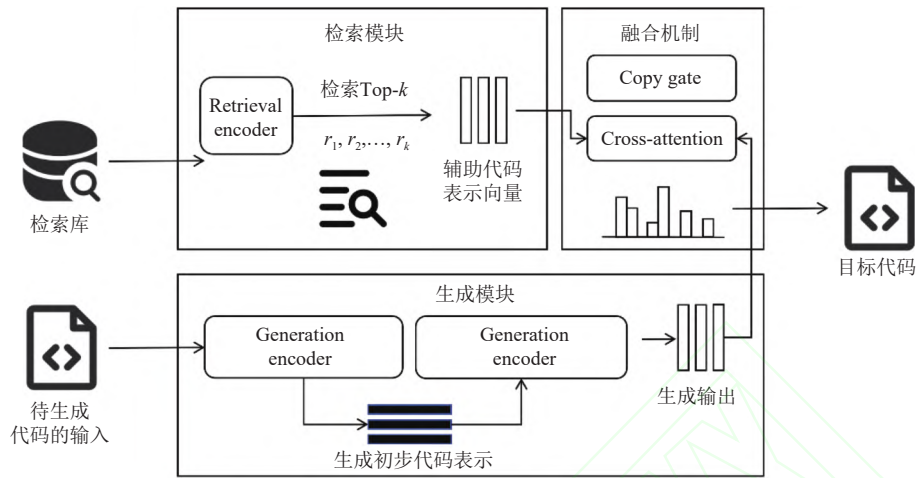 检索模块
Retrieval
encoder
检索Top-k
r1, r2,…, rk
辅助代码
表示向量
检索库
融合机制
Copy gate
Cross-attention
目标代码
生成模块
Generation
encoder
Generation
encoder
生成输出
生成初步代码表示
待生成
代码的输入